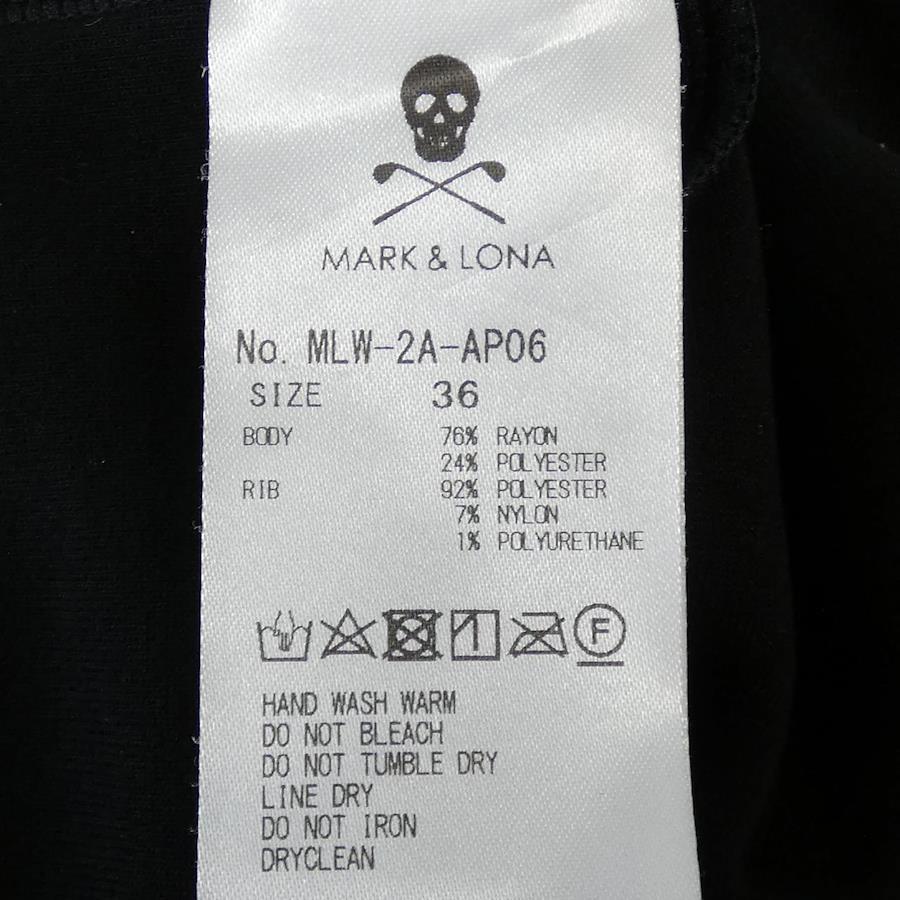 MARK & LONA
No. MLW-2A-AP06
SIZE 36
BODY 76% RAYON
24% POLYESTER
RIB 92% POLYESTER
7% NYLON
1% POLYURETHANE
F
HAND WASH WARM
DO NOT BLEACH
DO NOT TUMBLE DRY
LINE DRY
DO NOT IRON
DRYCLEAN